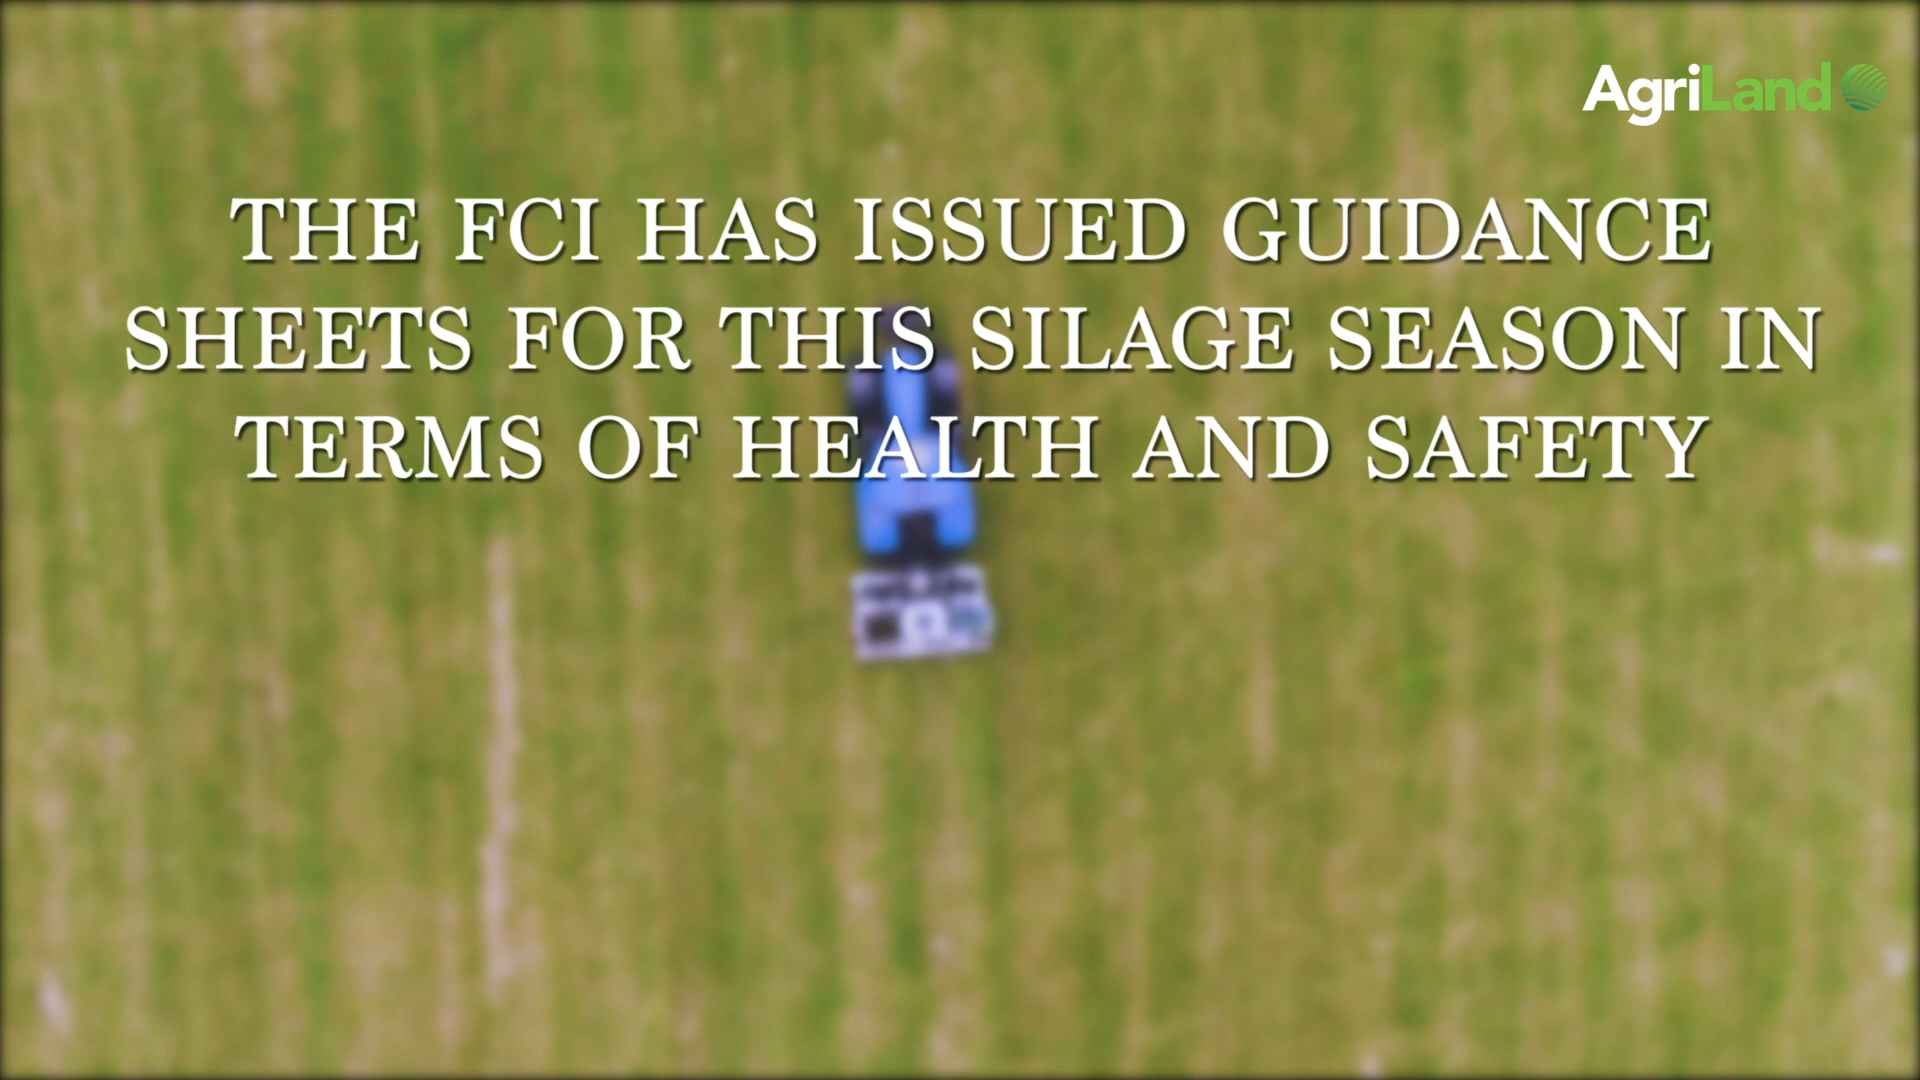 AgriLand
THE FCI HAS ISSUED GUIDANCE
SHEETS FOR THIS SILAGE SEASON IN
TERMS OF HEALTH AND SAFETY